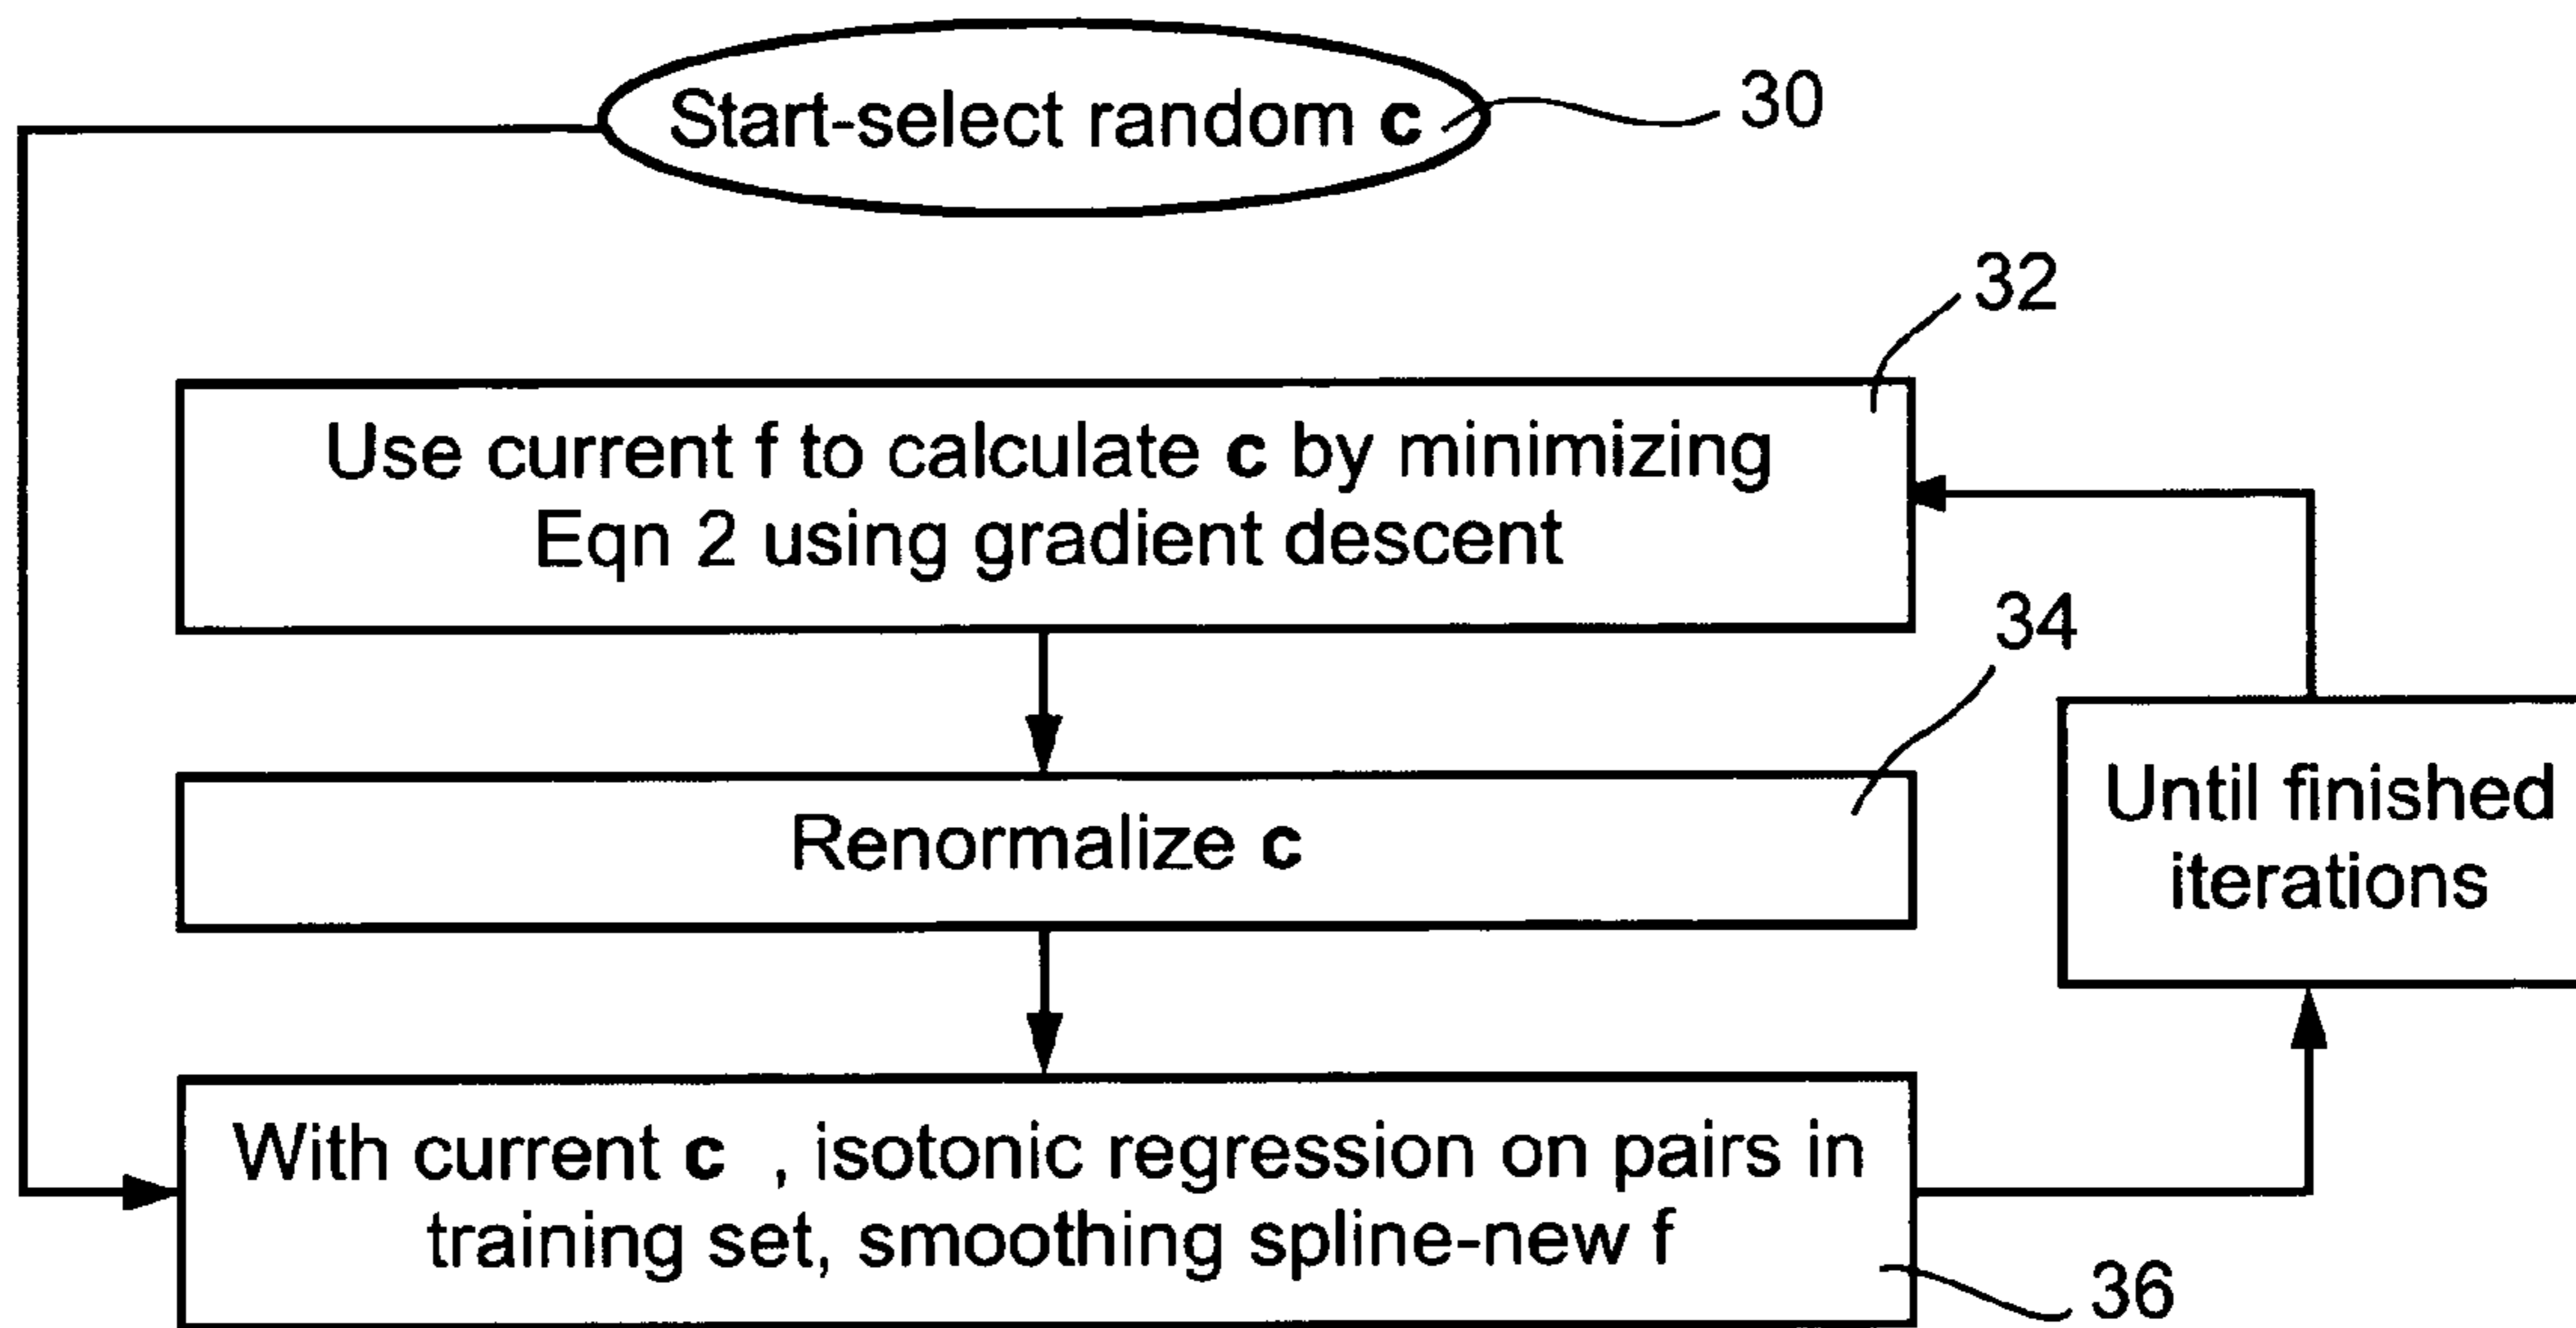 Start-select random c
30
32
Use current f to calculate c by minimizing
Eqn 2 using gradient descent
34
Renormalize c
Until finished
iterations
With current c , isotonic regression on pairs in
training set, smoothing spline-new f
36